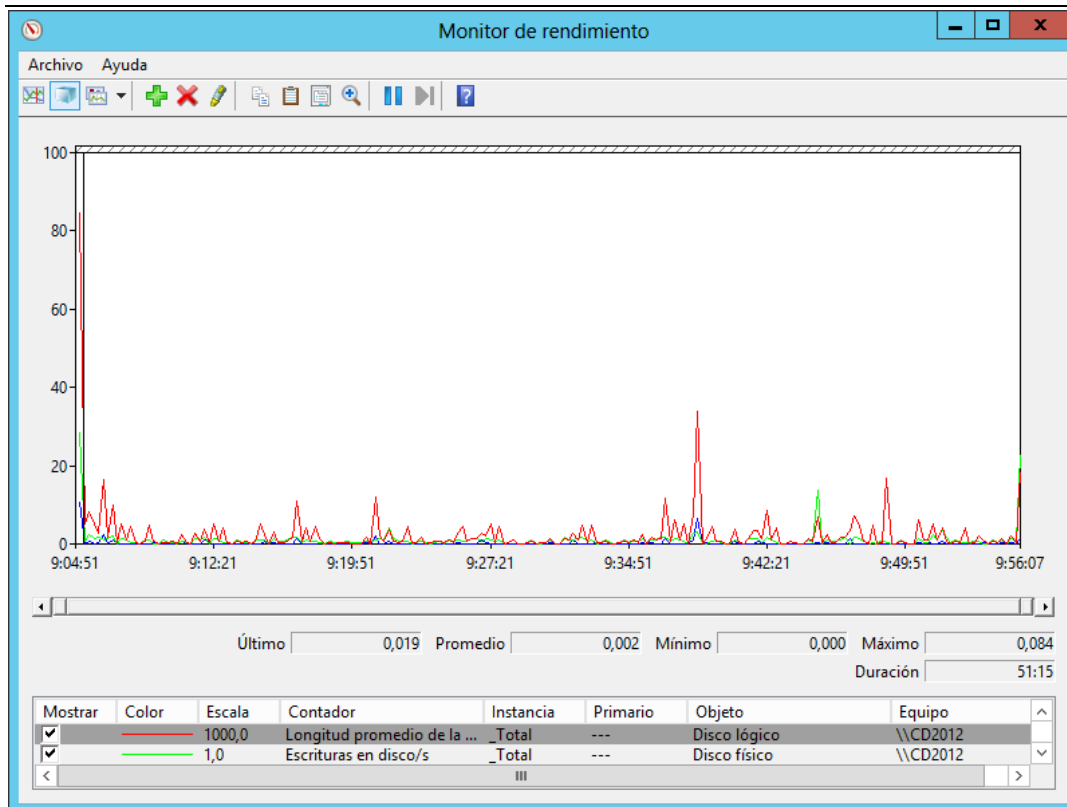 Monitor de rendimiento
Archivo Ayuda
100
80
60
40
20
0
9:04:51 9:12:21 9:19:51 9:27:21 9:34:51 9:42:21 9:49:51 9:56:07
Último 0,019 Promedio 0,002 Mínimo 0,000 Máximo 0,084
Duración 51:15
Mostrar Color Escala Contador Instancia Primario Objeto Equipo
1000,0 Longitud promedio de la ... _Total --- Disco lógico \\CD2012
1,0 Escrituras en disco/s _Total --- Disco físico \\CD2012